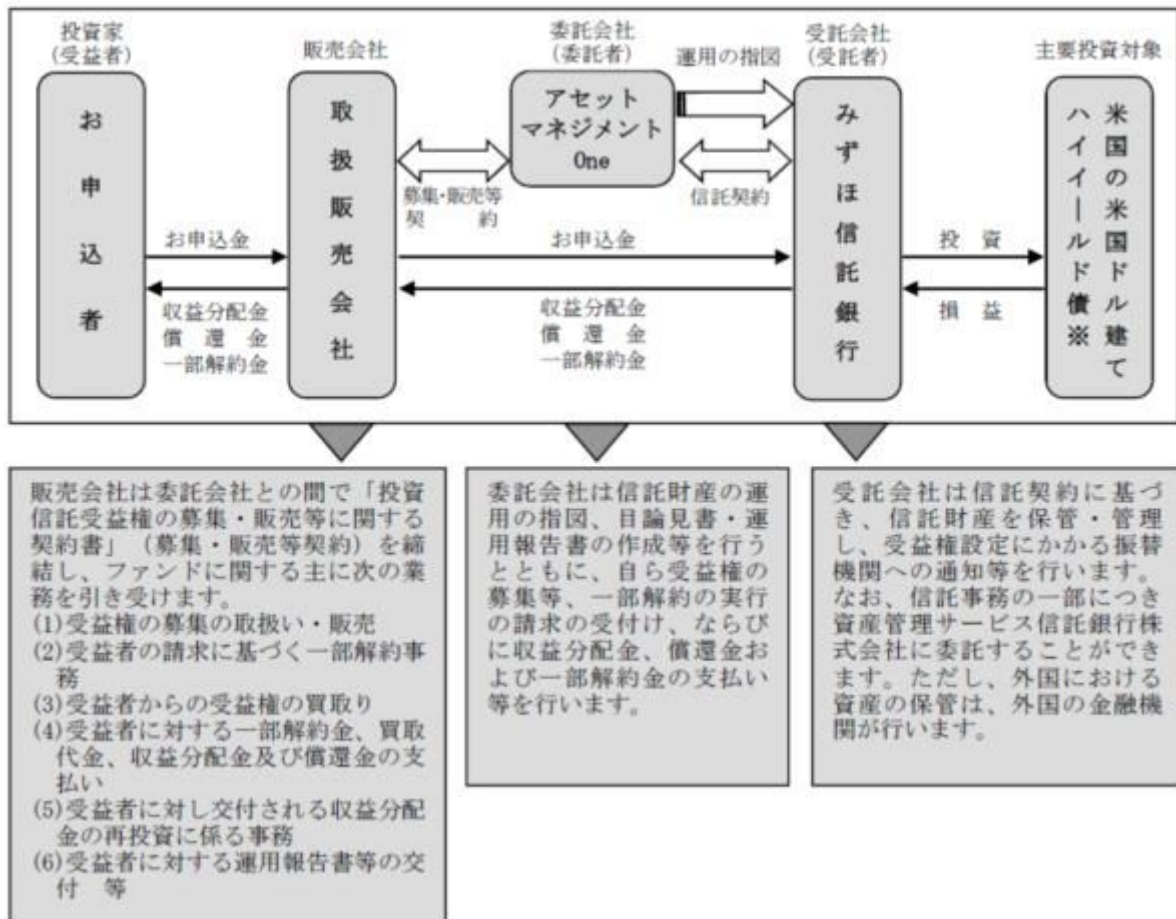 投資家
(受益者)
販売会社
委託会社
(委託者)
運用の指図
受託会社
(受託者)
主要投資対象
お申込者
取扱販売会社
アセット
マネジメント
One
みずほ信託銀行
米国の米国ドル建て
ハイイールド債※
募集・販売等
契　約
信託契約
お申込金
お申込金
投　資
収益分配金
償　還　金
一部解約金
収益分配金
償　還　金
一部解約金
損　益
販売会社は委託会社との間で「投資
信託受益権の募集・販売等に関する
契約書」（募集・販売等契約）を締
結し、ファンドに関する主に次の業
務を引き受けます。
(1)受益権の募集の取扱い・販売
(2)受益者の請求に基づく一部解約事
務
(3)受益者からの受益権の買取り
(4)受益者に対する一部解約金、買取
代金、収益分配金及び償還金の支
払い
(5)受益者に対し交付される収益分配
金の再投資に係る事務
(6)受益者に対する運用報告書等の交
付　等
委託会社は信託財産の運
用の指図、目論見書・運
用報告書の作成等を行う
とともに、自ら受益権の
募集等、一部解約の実行
の請求の受付け、ならび
に収益分配金、償還金お
よび一部解約金の支払い
等を行います。
受託会社は信託契約に基づ
き、信託財産を保管・管理
し、受益権設定にかかる振替
機関への通知等を行います。
なお、信託事務の一部につき
資産管理サービス信託銀行株
式会社に委託することができ
ます。ただし、外国における
資産の保管は、外国の金融機
関が行います。